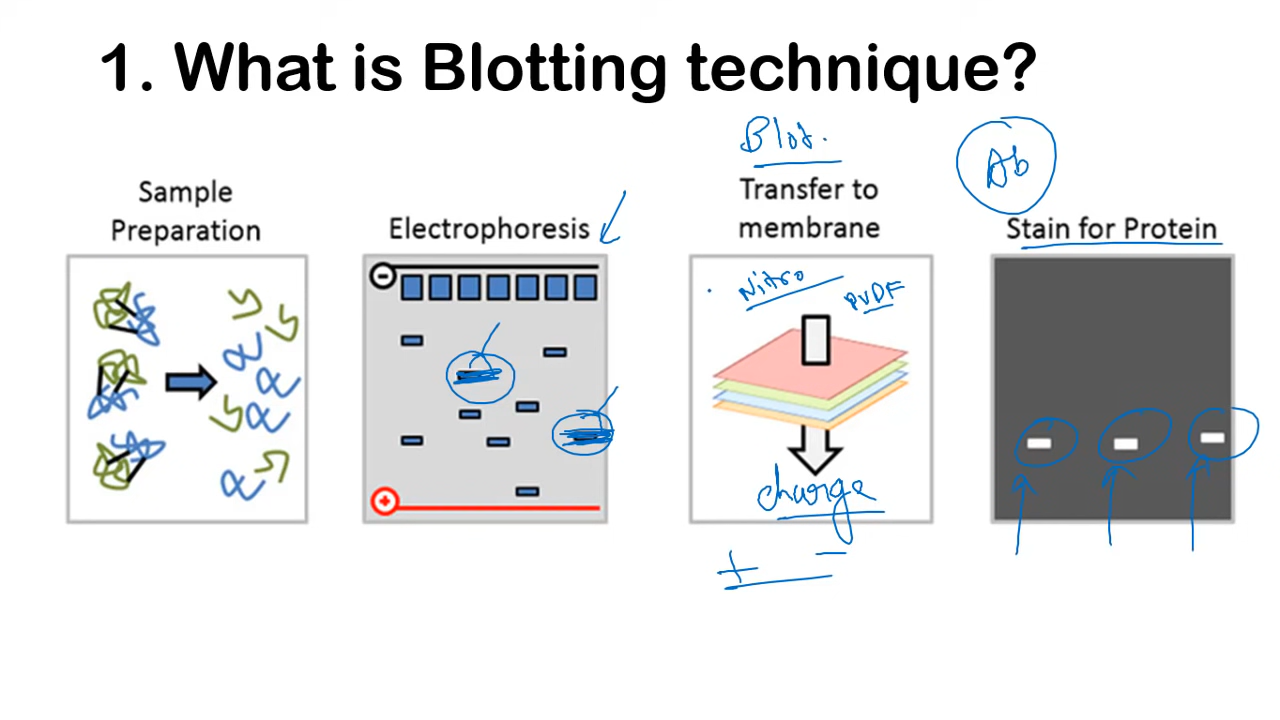 1. What is Blotting technique?
Blot.
Ab
Sample
Preparation
Electrophoresis
Transfer to
membrane
Stain for Protein
Nitro
PVDF
charge
+ −
− +